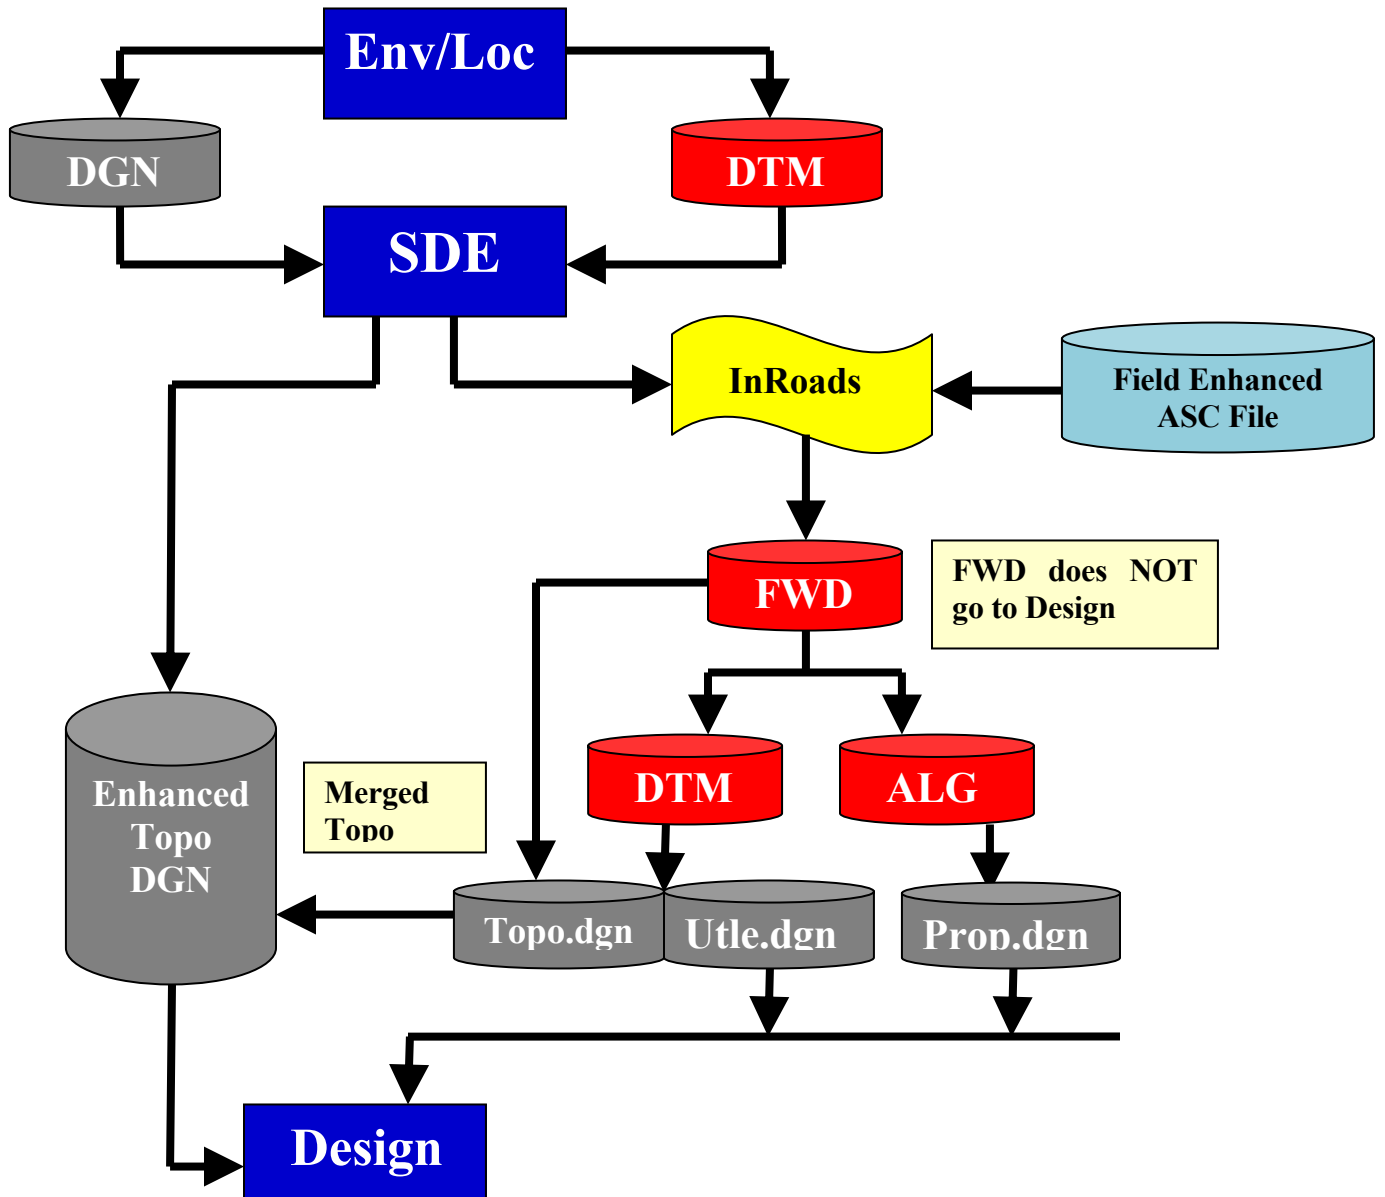 Env/Loc
DGN
DTM
SDE
InRoads
Field Enhanced
ASC File
FWD
FWD does NOT
go to Design
DTM
ALG
Enhanced
Topo
DGN
Merged
Topo
Topo.dgn
Utle.dgn
Prop.dgn
Design